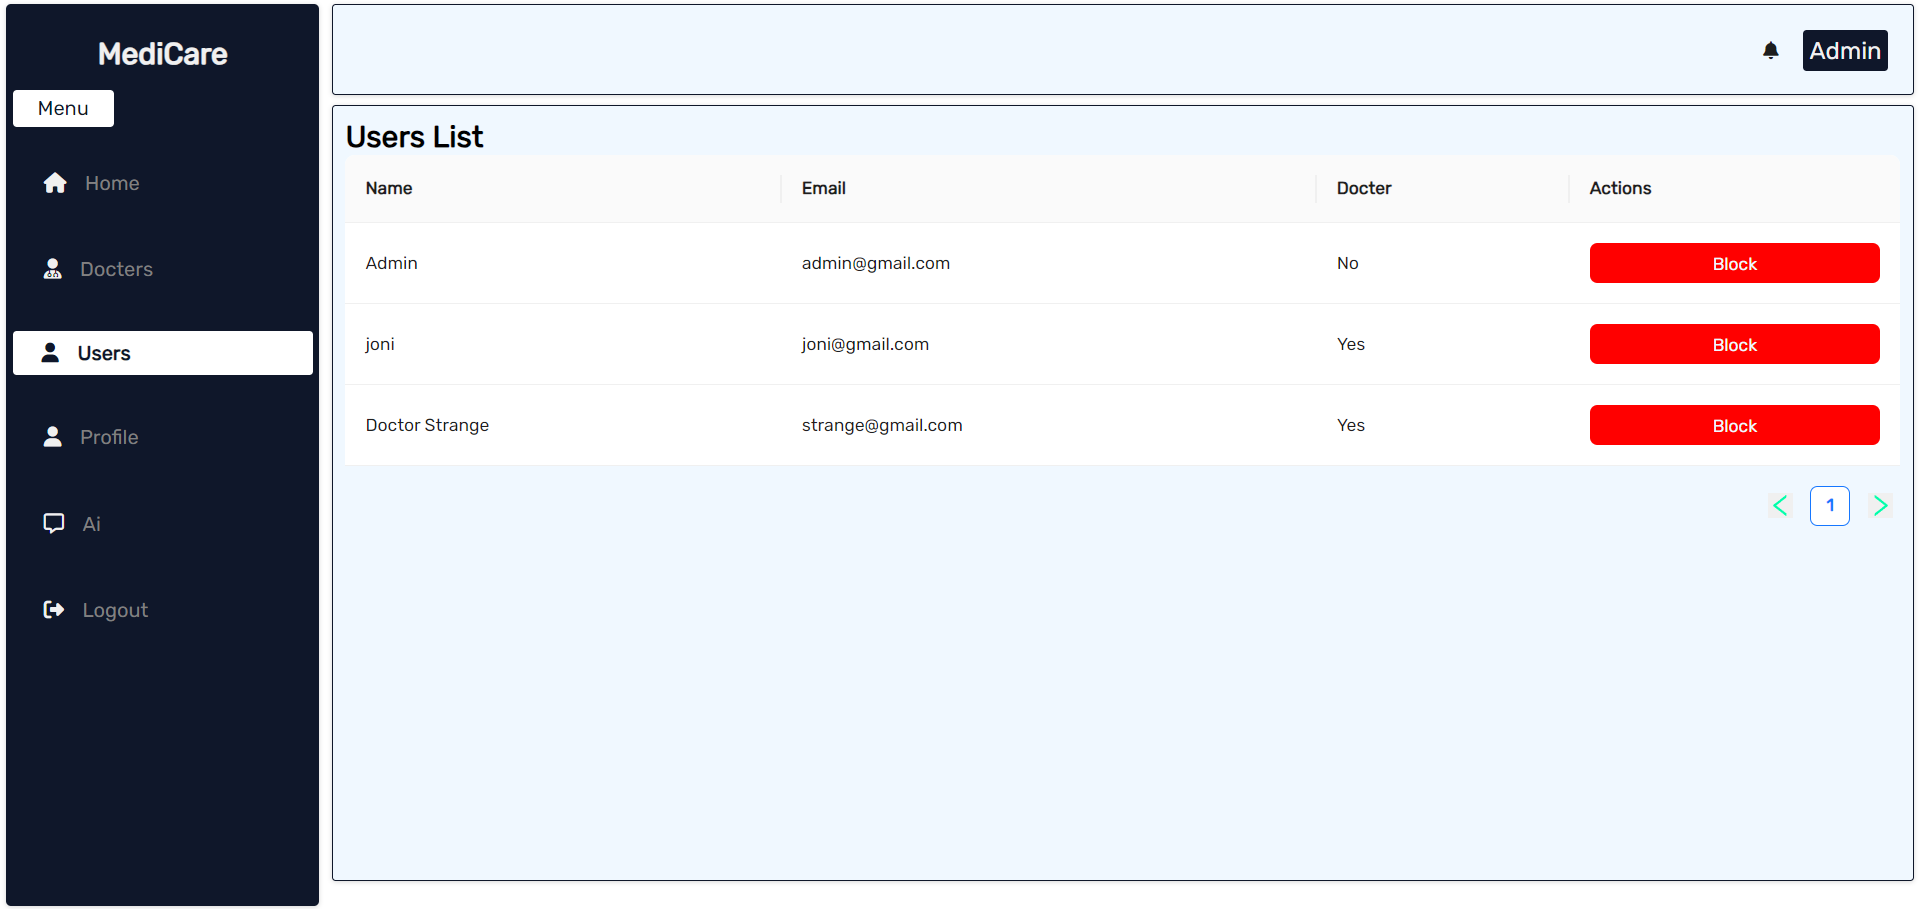 MediCare
Menu
Home
Docters
Users
Profile
Ai
Logout
Admin
Users List
Name Email Docter Actions
Admin admin@gmail.com No Block
joni joni@gmail.com Yes Block
Doctor Strange strange@gmail.com Yes Block
< 1 >